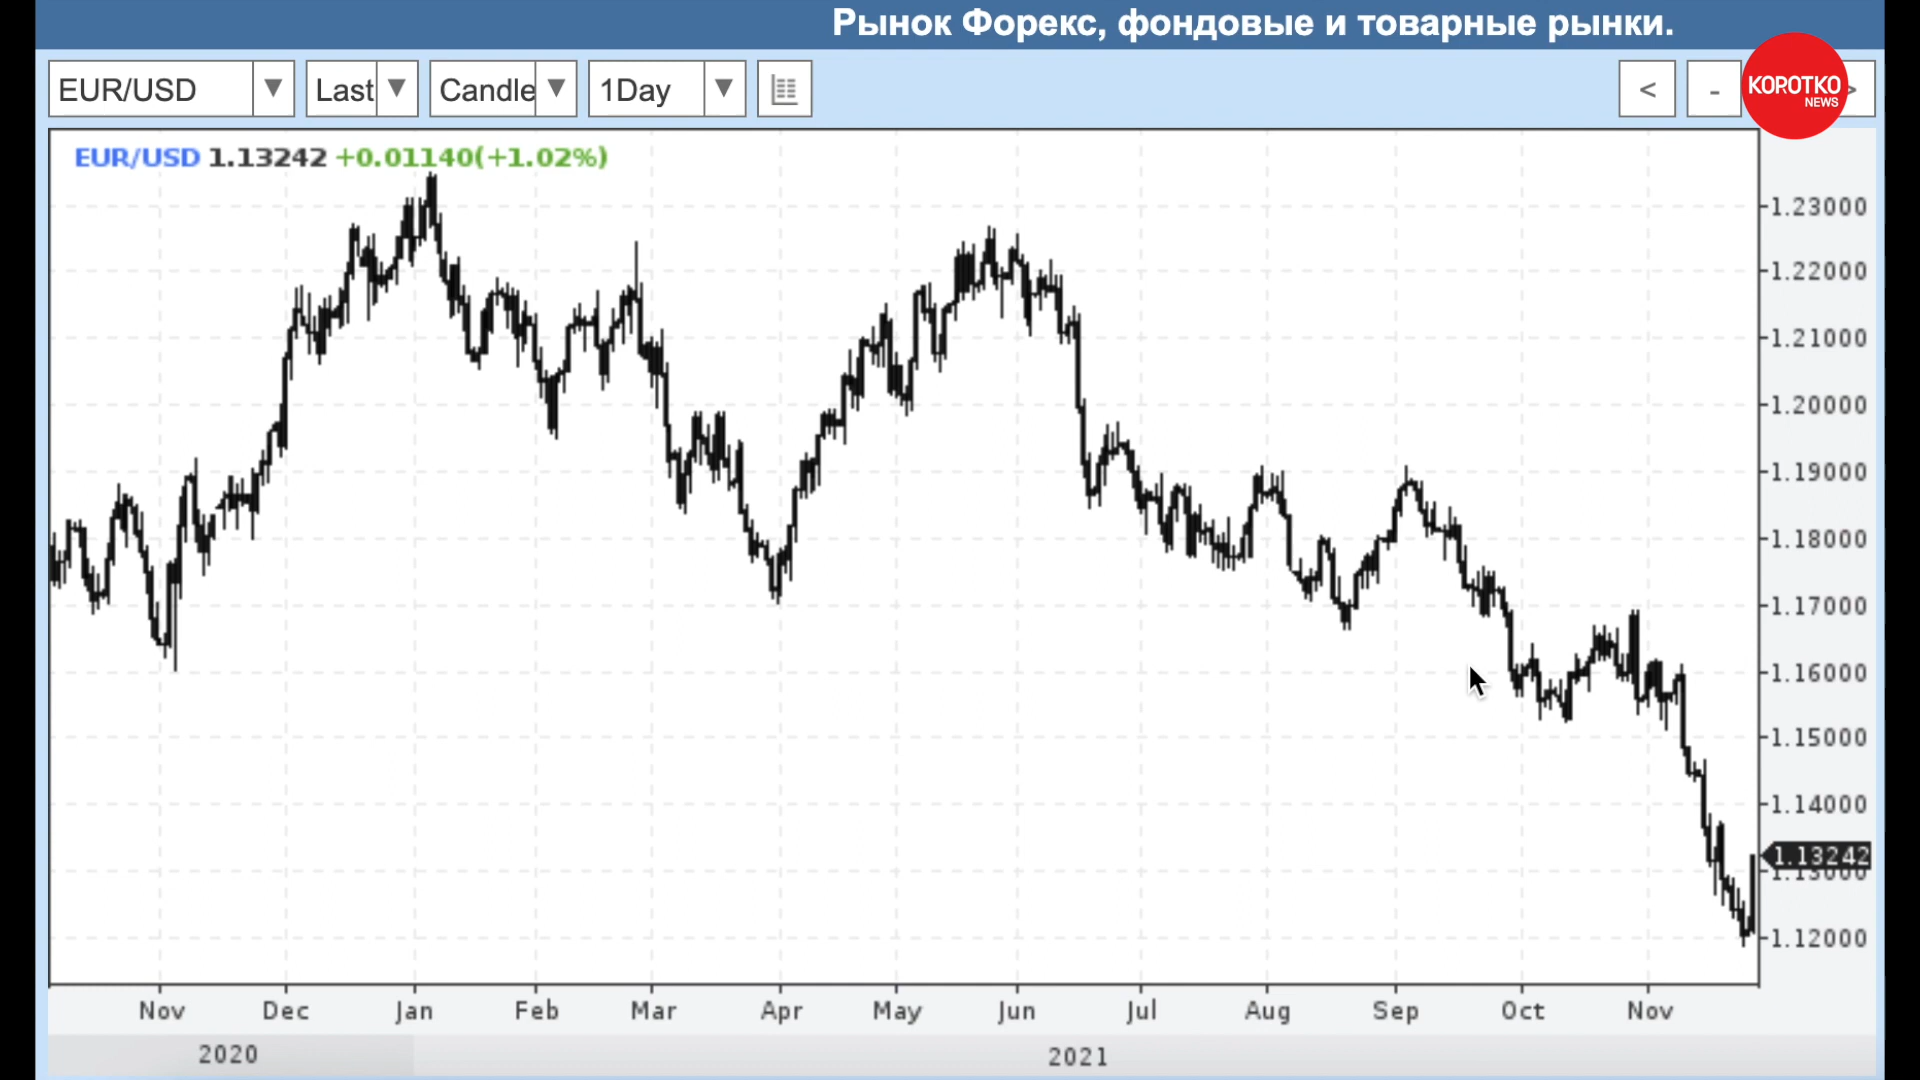 Рынок Форекс, фондовые и товарные рынки.
EUR/USD ▼ Last ▼ Candle ▼ 1Day ▼ < - >
KOPOTKO
NEWS
EUR/USD 1.13242 +0.01140(+1.02%)
1.23000
1.22000
1.21000
1.20000
1.19000
1.18000
1.17000
1.16000
1.15000
1.14000
1.13242
1.13000
1.12000
Nov Dec Jan Feb Mar Apr May Jun Jul Aug Sep Oct Nov
2020 2021